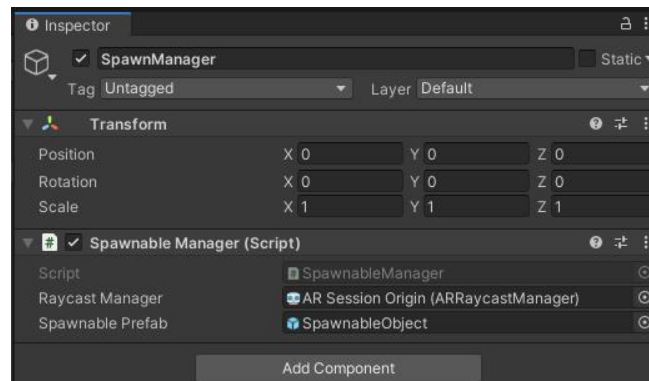 Inspector
SpawnManager Static
Tag Untagged Layer Default
Transform
Position X 0 Y 0 Z 0
Rotation X 0 Y 0 Z 0
Scale X 1 Y 1 Z 1
# Spawnable Manager (Script)
Script SpawnableManager
Raycast Manager AR Session Origin (ARRaycastManager)
Spawnable Prefab SpawnableObject
Add Component